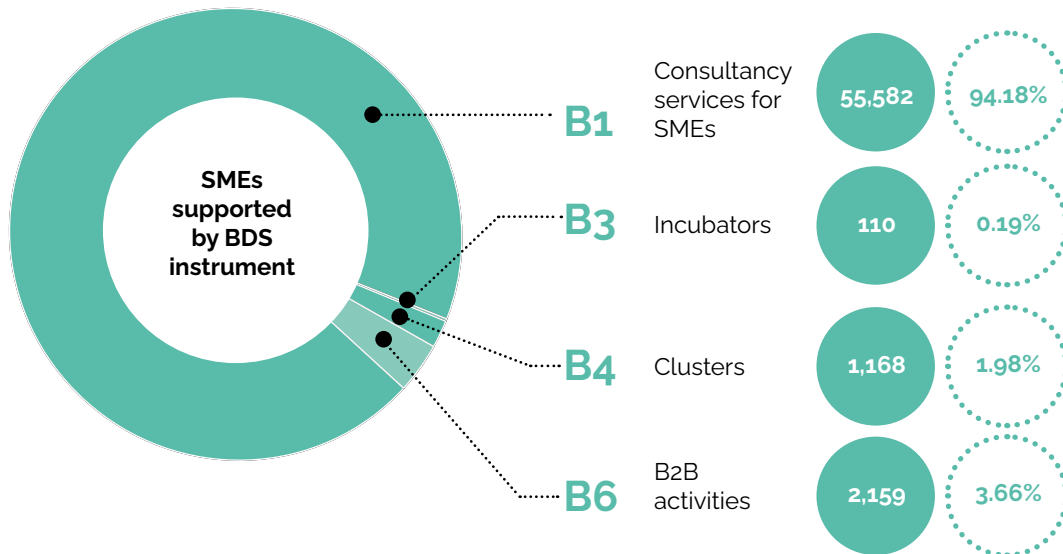 SMEs
supported
by BDS
instrument
B1
Consultancy
services for
SMEs
55,582
94.18%
B3
Incubators
110
0.19%
B4
Clusters
1,168
1.98%
B6
B2B
activities
2,159
3.66%